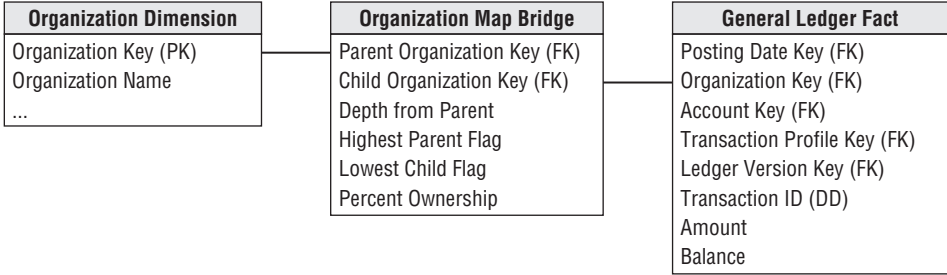 Organization Dimension
Organization Key (PK)
Organization Name
...
Organization Map Bridge
Parent Organization Key (FK)
Child Organization Key (FK)
Depth from Parent
Highest Parent Flag
Lowest Child Flag
Percent Ownership
General Ledger Fact
Posting Date Key (FK)
Organization Key (FK)
Account Key (FK)
Transaction Profile Key (FK)
Ledger Version Key (FK)
Transaction ID (DD)
Amount
Balance